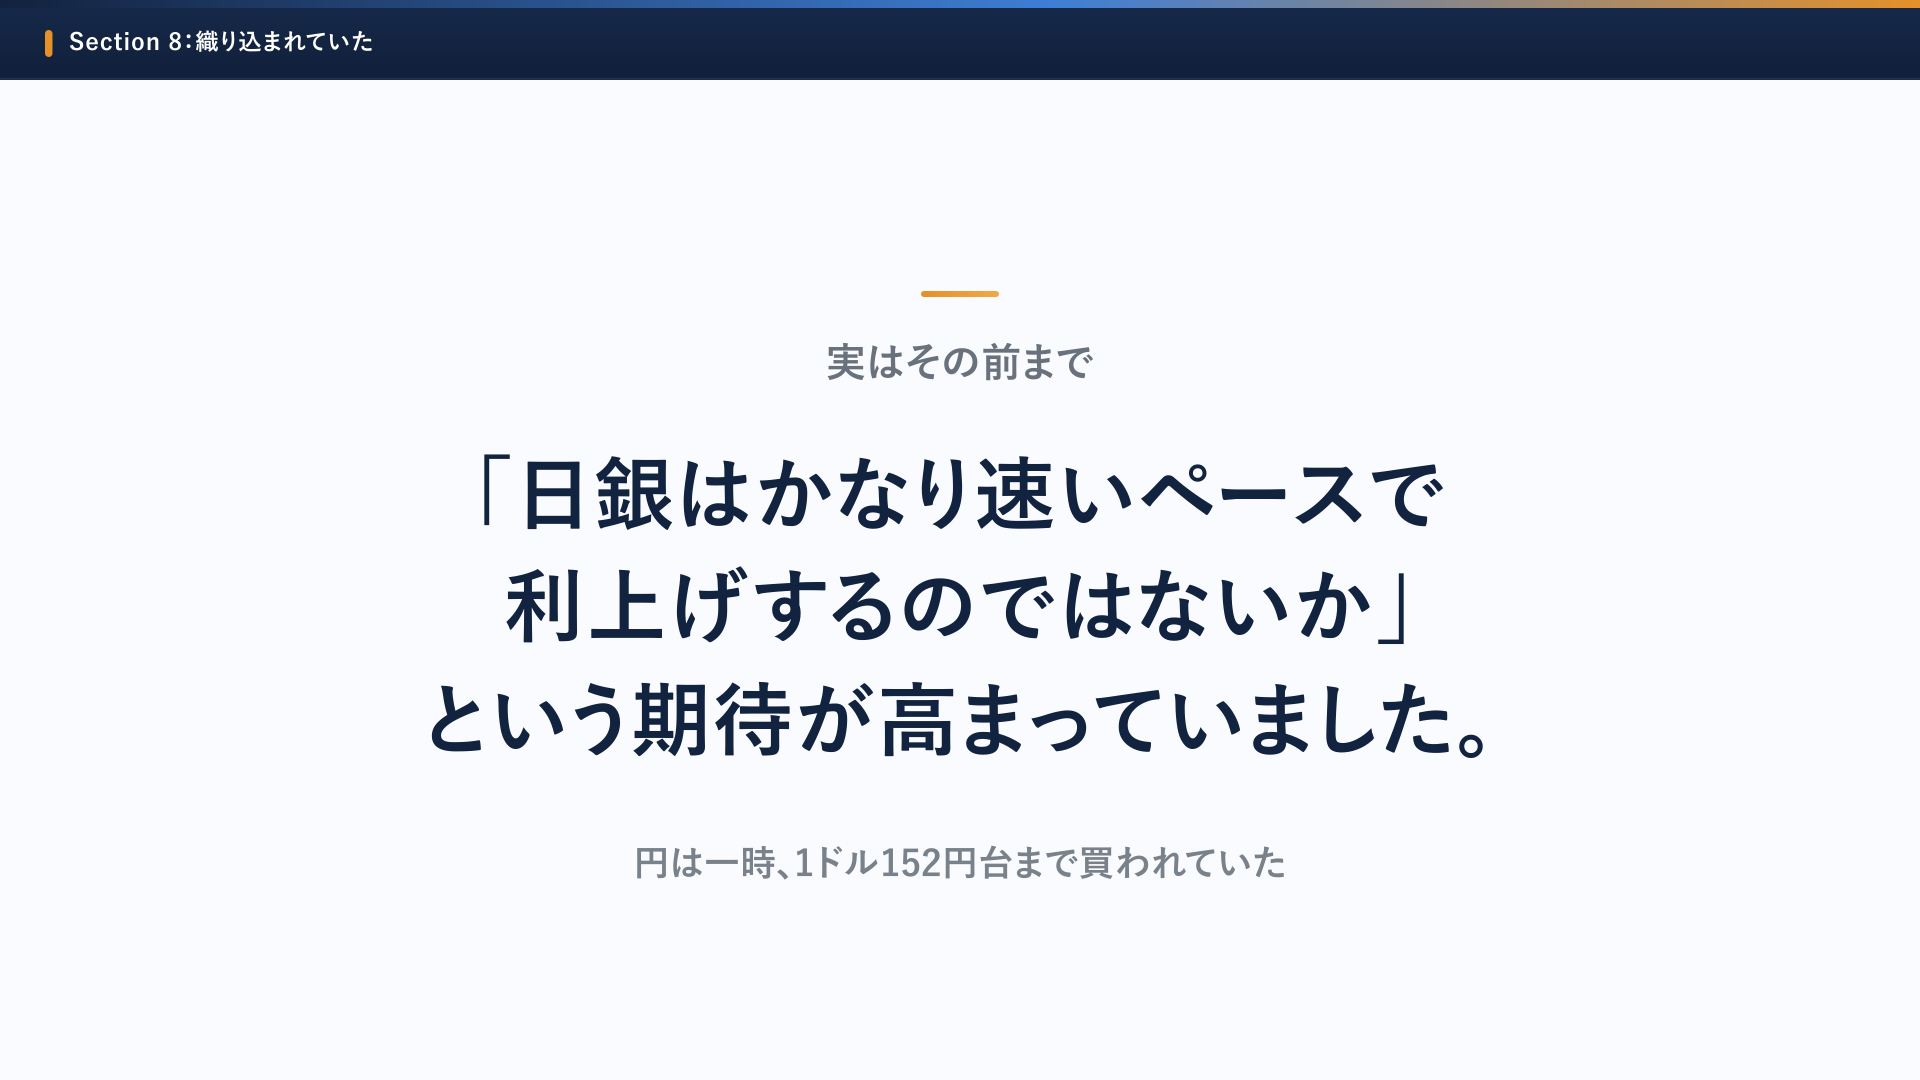 Section 8：織り込まれていた
実はその前まで
「日銀はかなり速いペースで
利上げするのではないか」
という期待が高まっていました。
円は一時、1ドル152円台まで買われていた